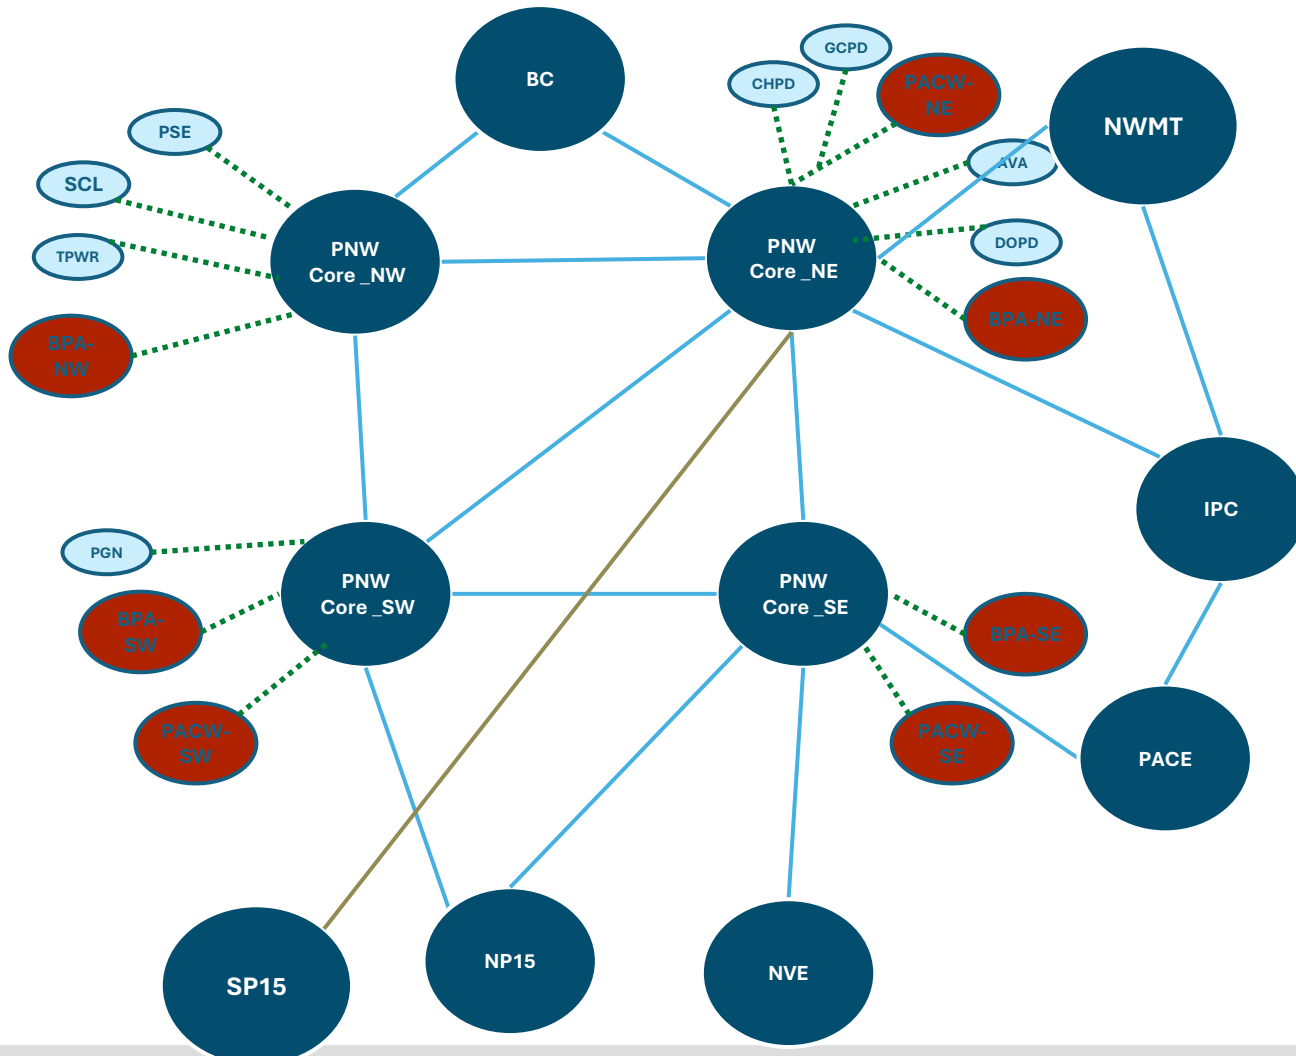 BC
GCPD
CHPD
PACW-
NE
NWMT
PSE
AVA
SCL
PNW
Core _NW
PNW
Core _NE
DOPD
TPWR
BPA-NE
BPA-
NW
IPC
PGN
PNW
Core _SW
PNW
Core _SE
BPA-
SW
BPA-SE
PACW-
SW
PACW-
SE
PACE
SP15
NP15
NVE